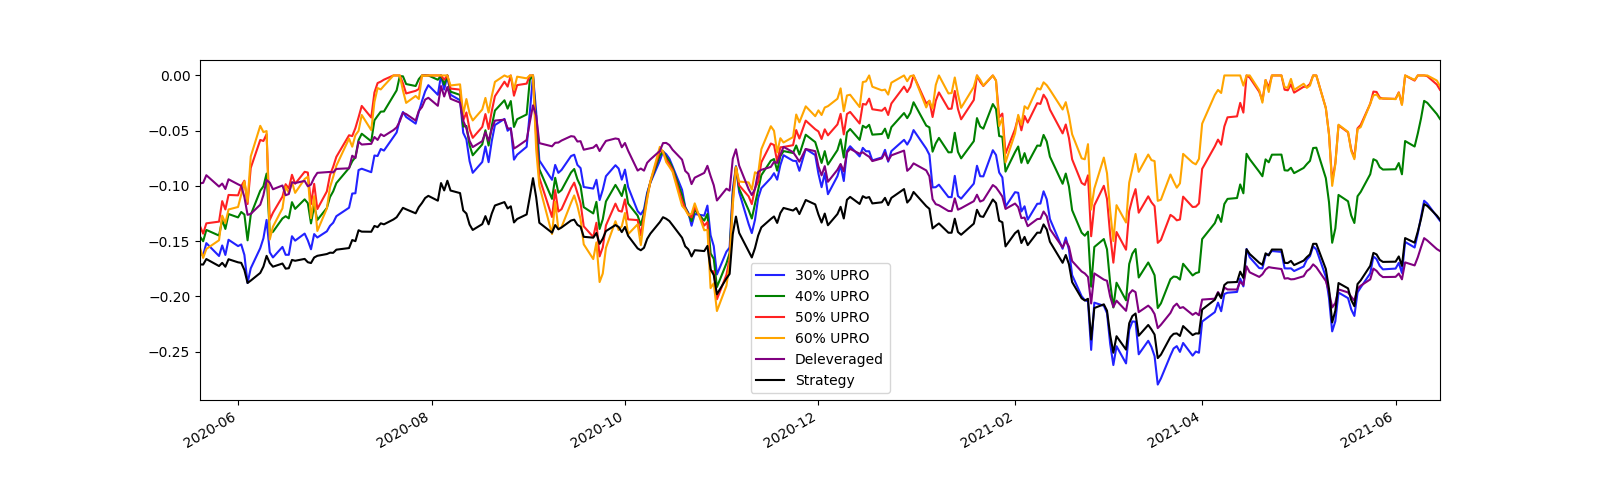 0.00
−0.05
−0.10
−0.15
−0.20
−0.25
30% UPRO
40% UPRO
50% UPRO
60% UPRO
Deleveraged
Strategy
2020-06
2020-08
2020-10
2020-12
2021-02
2021-04
2021-06